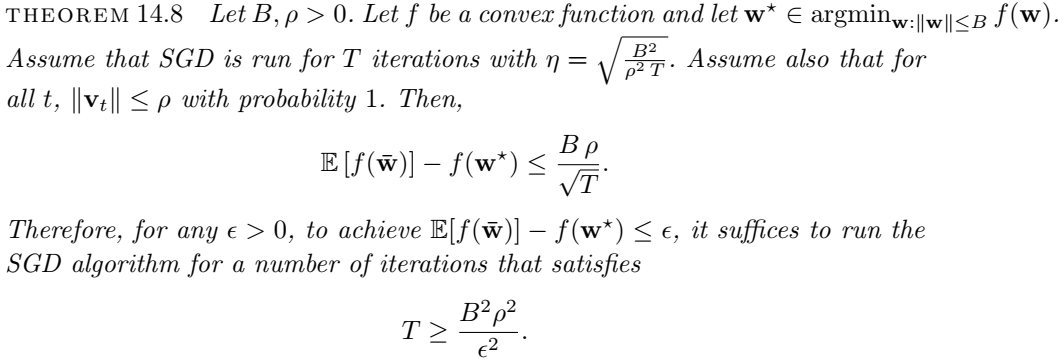 THEOREM 14.8 Let B, ρ > 0. Let f be a convex function and let w⋆ ∈ argmin_{w:‖w‖≤B} f(w).
Assume that SGD is run for T iterations with η = √(B²/(ρ² T)). Assume also that for
all t, ‖v_t‖ ≤ ρ with probability 1. Then,
𝔼 [f(w̄)] − f(w⋆) ≤ B ρ/√T.
Therefore, for any ϵ > 0, to achieve 𝔼[f(w̄)] − f(w⋆) ≤ ϵ, it suffices to run the
SGD algorithm for a number of iterations that satisfies
T ≥ B²ρ²/ϵ².